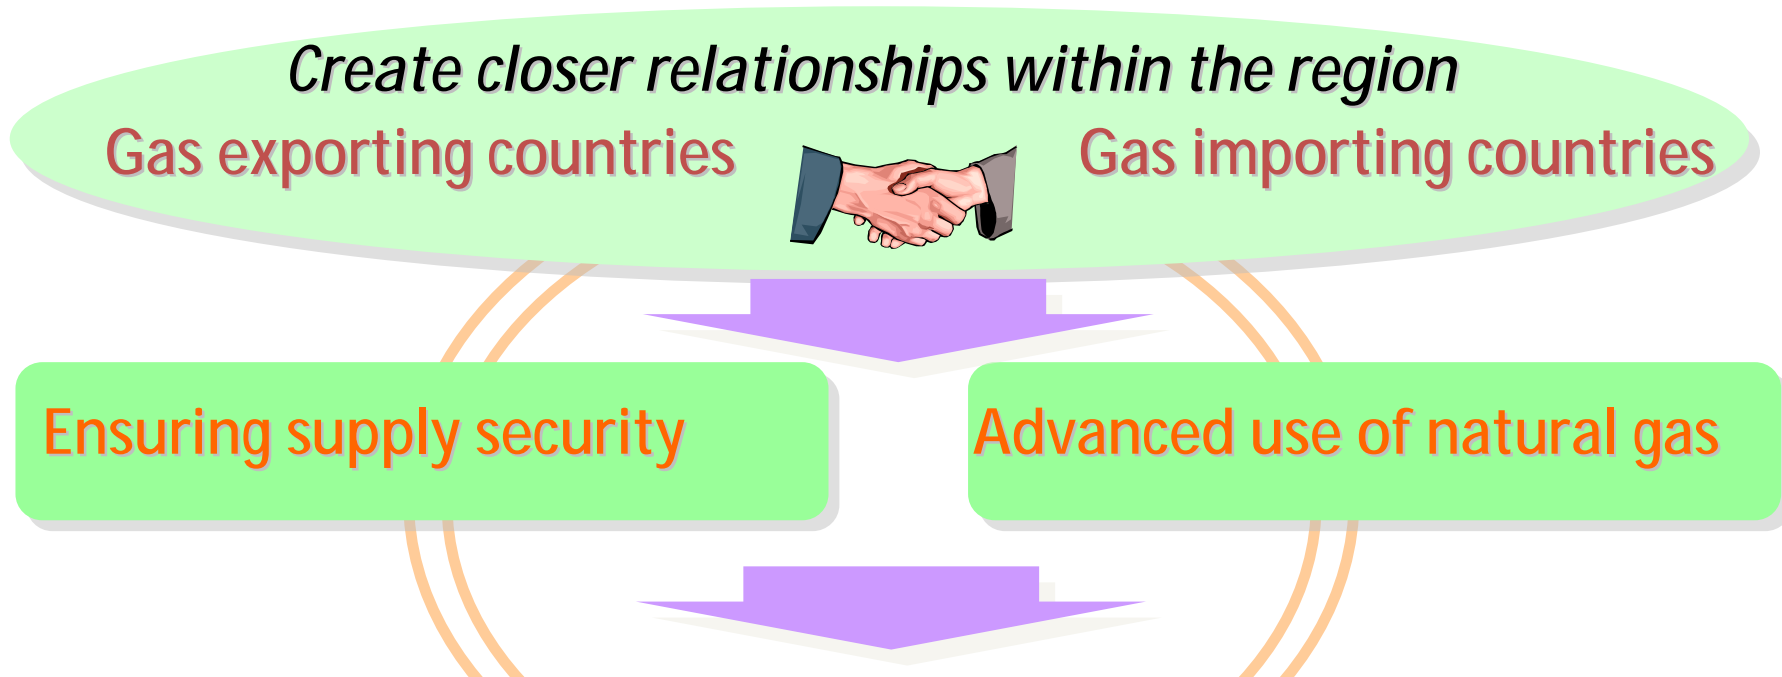 Create closer relationships within the region
Gas exporting countries
Gas importing countries
Ensuring supply security
Advanced use of natural gas